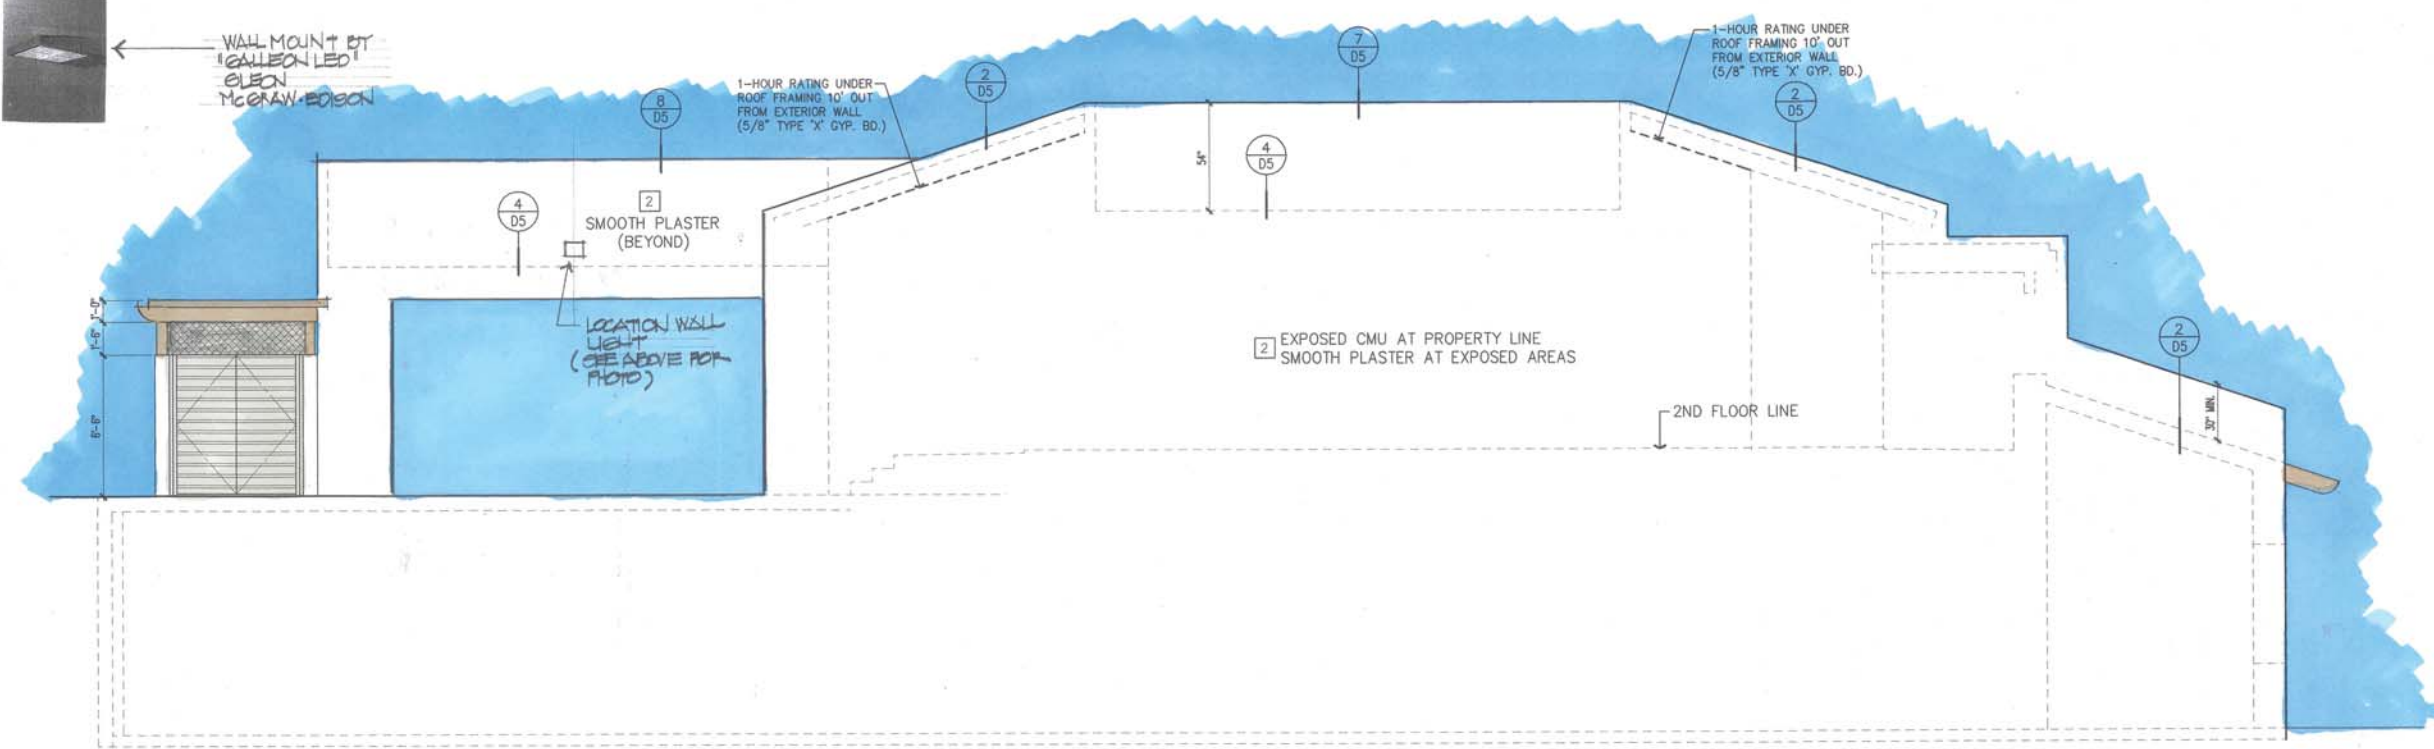 WALL MOUNT BY
"GALLEON LED"
GLEON
McGRAW-EDISON
1-HOUR RATING UNDER
ROOF FRAMING 10' OUT
FROM EXTERIOR WALL
(5/8" TYPE 'X' GYP. BD.)
8
D5
2
D5
7
D5
1-HOUR RATING UNDER
ROOF FRAMING 10' OUT
FROM EXTERIOR WALL
(5/8" TYPE 'X' GYP. BD.)
2
D5
4
D5
2
SMOOTH PLASTER
(BEYOND)
54"
4
D5
1'-0"
1'-6"
6'-6"
LOCATION WALL
LIGHT
(SEE ABOVE FOR
PHOTO)
2 EXPOSED CMU AT PROPERTY LINE
SMOOTH PLASTER AT EXPOSED AREAS
2ND FLOOR LINE
2
D5
30" MIN.